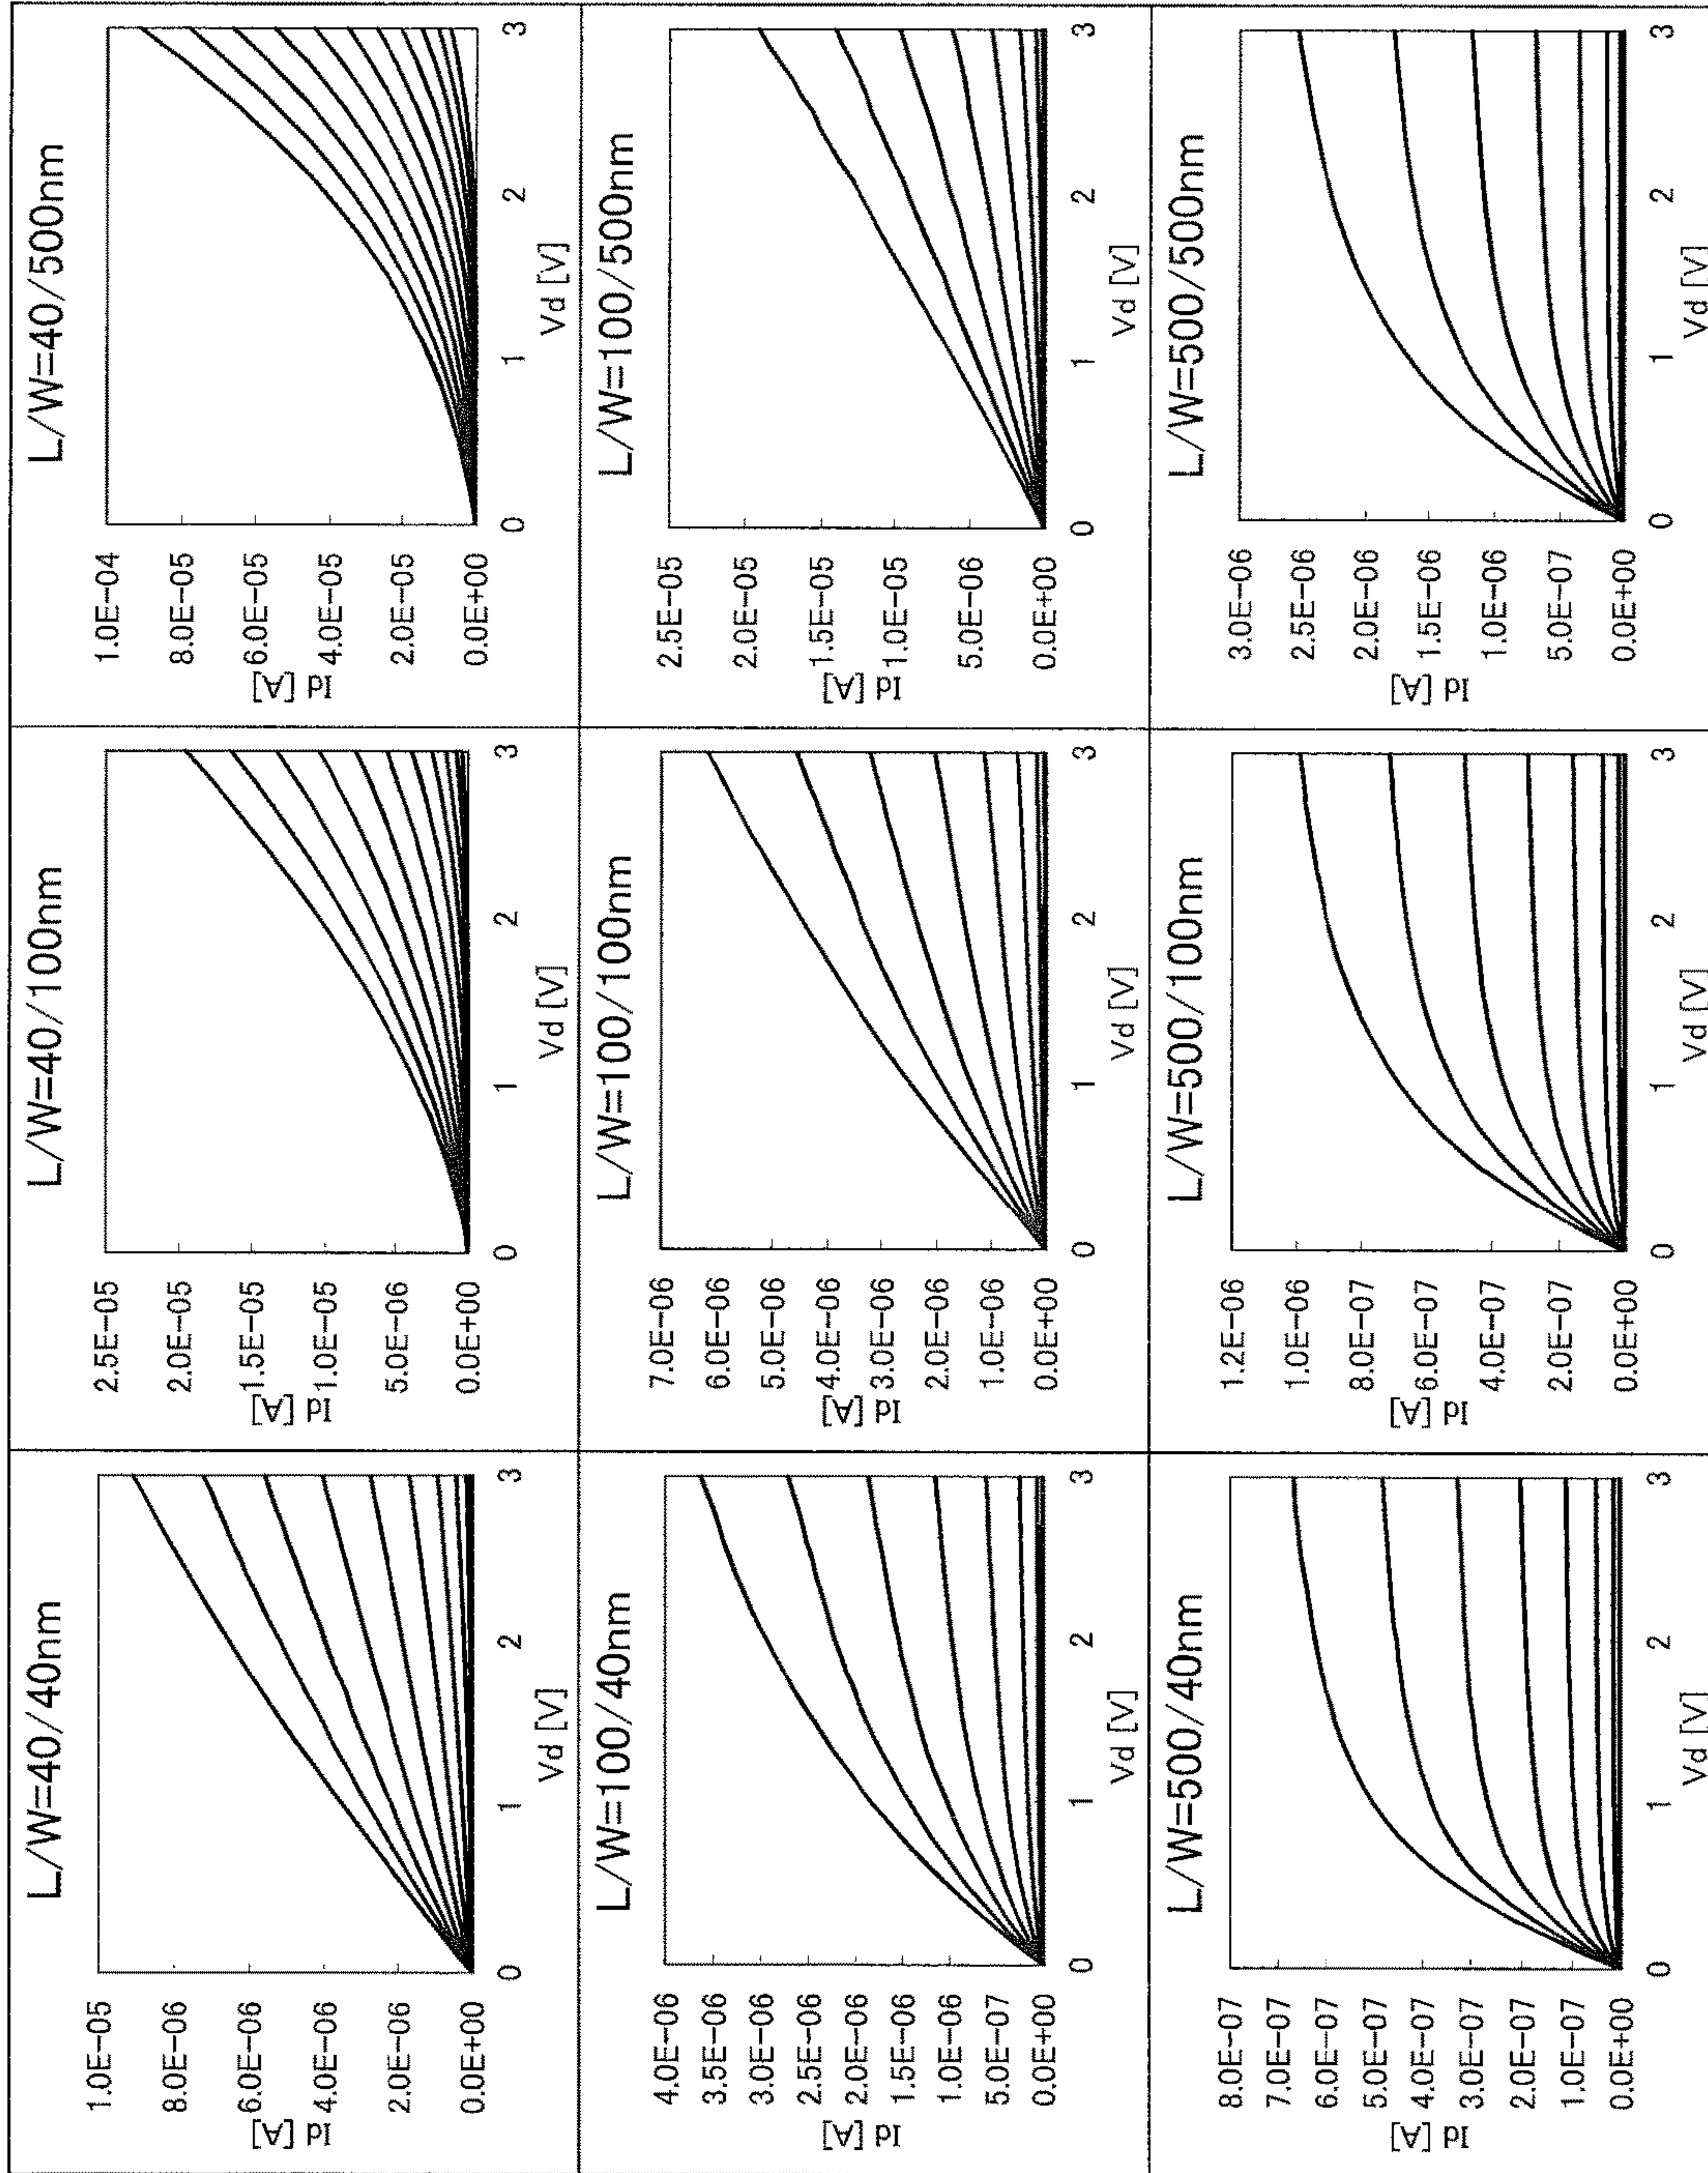 L/W=40/40nm
Id [A]
1.0E-05
8.0E-06
6.0E-06
4.0E-06
2.0E-06
0.0E+00
0 1 2 3
Vd [V]
L/W=40/100nm
Id [A]
2.5E-05
2.0E-05
1.5E-05
1.0E-05
5.0E-06
0.0E+00
0 1 2 3
Vd [V]
L/W=40/500nm
Id [A]
1.0E-04
8.0E-05
6.0E-05
4.0E-05
2.0E-05
0.0E+00
0 1 2 3
Vd [V]
L/W=100/40nm
Id [A]
4.0E-06
3.5E-06
3.0E-06
2.5E-06
2.0E-06
1.5E-06
1.0E-06
5.0E-07
0.0E+00
0 1 2 3
Vd [V]
L/W=100/100nm
Id [A]
7.0E-06
6.0E-06
5.0E-06
4.0E-06
3.0E-06
2.0E-06
1.0E-06
0.0E+00
0 1 2 3
Vd [V]
L/W=100/500nm
Id [A]
2.5E-05
2.0E-05
1.5E-05
1.0E-05
5.0E-06
0.0E+00
0 1 2 3
Vd [V]
L/W=500/40nm
Id [A]
8.0E-07
7.0E-07
6.0E-07
5.0E-07
4.0E-07
3.0E-07
2.0E-07
1.0E-07
0.0E+00
0 1 2 3
Vd [V]
L/W=500/100nm
Id [A]
1.2E-06
1.0E-06
8.0E-07
6.0E-07
4.0E-07
2.0E-07
0.0E+00
0 1 2 3
Vd [V]
L/W=500/500nm
Id [A]
3.0E-06
2.5E-06
2.0E-06
1.5E-06
1.0E-06
5.0E-07
0.0E+00
0 1 2 3
Vd [V]